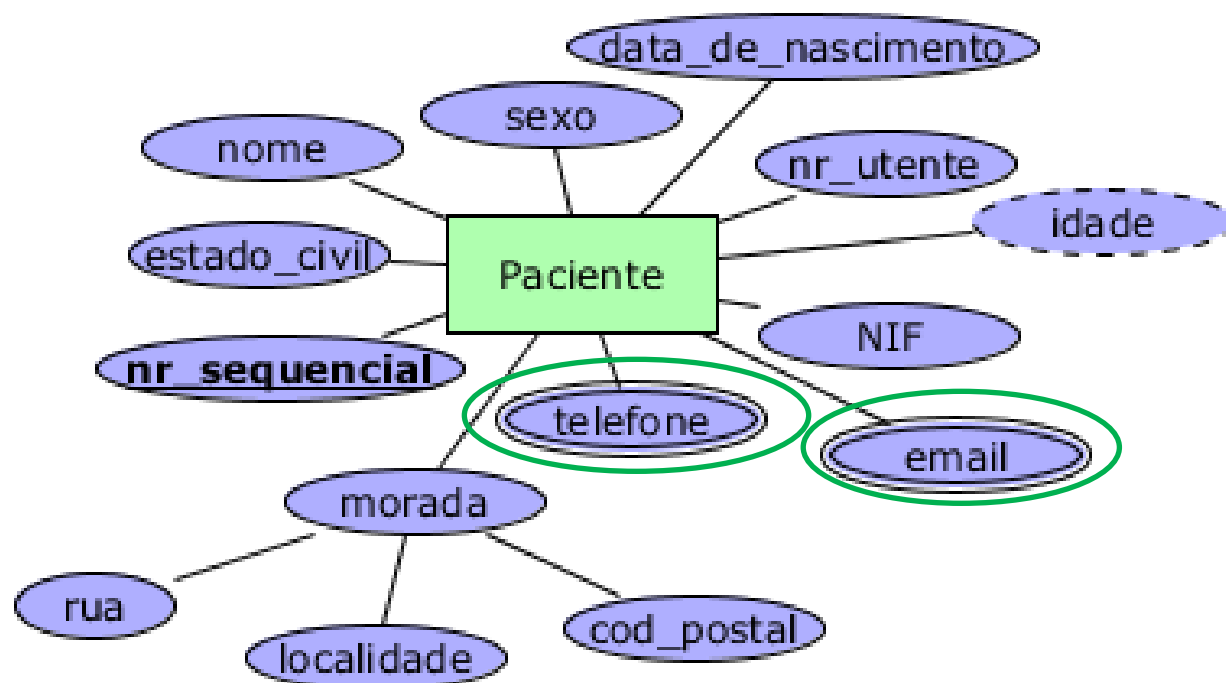 data_de_nascimento
sexo
nome
nr_utente
idade
estado_civil
Paciente
NIF
nr_sequencial
telefone
email
morada
rua
cod_postal
localidade